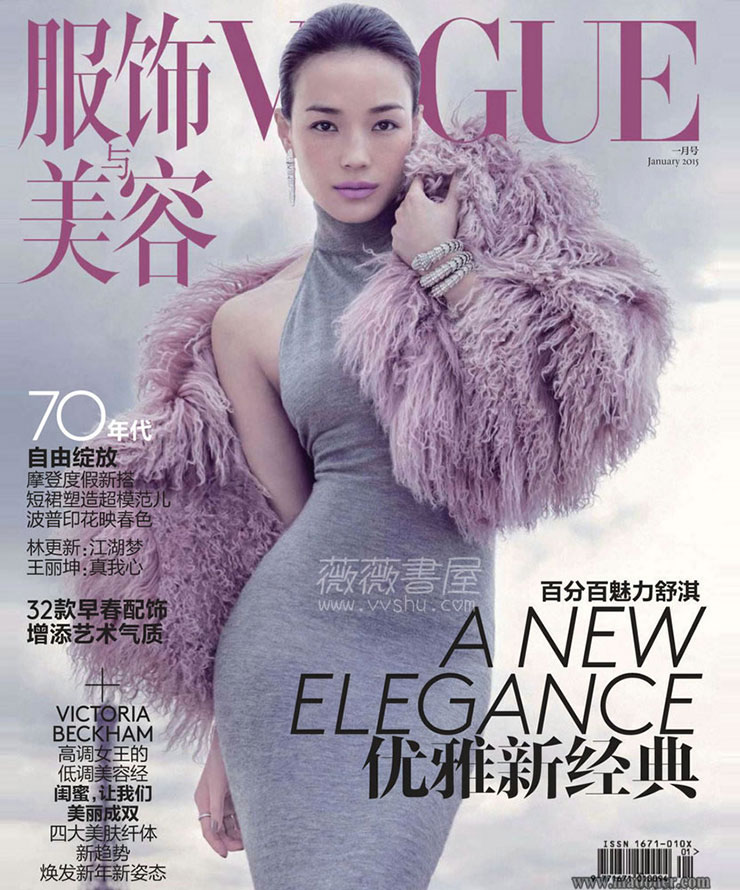 服饰与美容
VOGUE
一月号
January 2015
70年代
自由绽放
摩登度假新搭
短裙塑造超模范儿
波普印花映春色
林更新:江湖梦
王丽坤:真我心
32款早春配饰
增添艺术气质
+
VICTORIA
BECKHAM
高调女王的
低调美容经
闺蜜,让我们
美丽成双
四大美肤纤体
新趋势
焕发新年新姿态
薇薇書屋
www.vvshu.com
百分百魅力舒淇
A NEW
ELEGANCE
优雅新经典
ISSN 1671-010X
01>